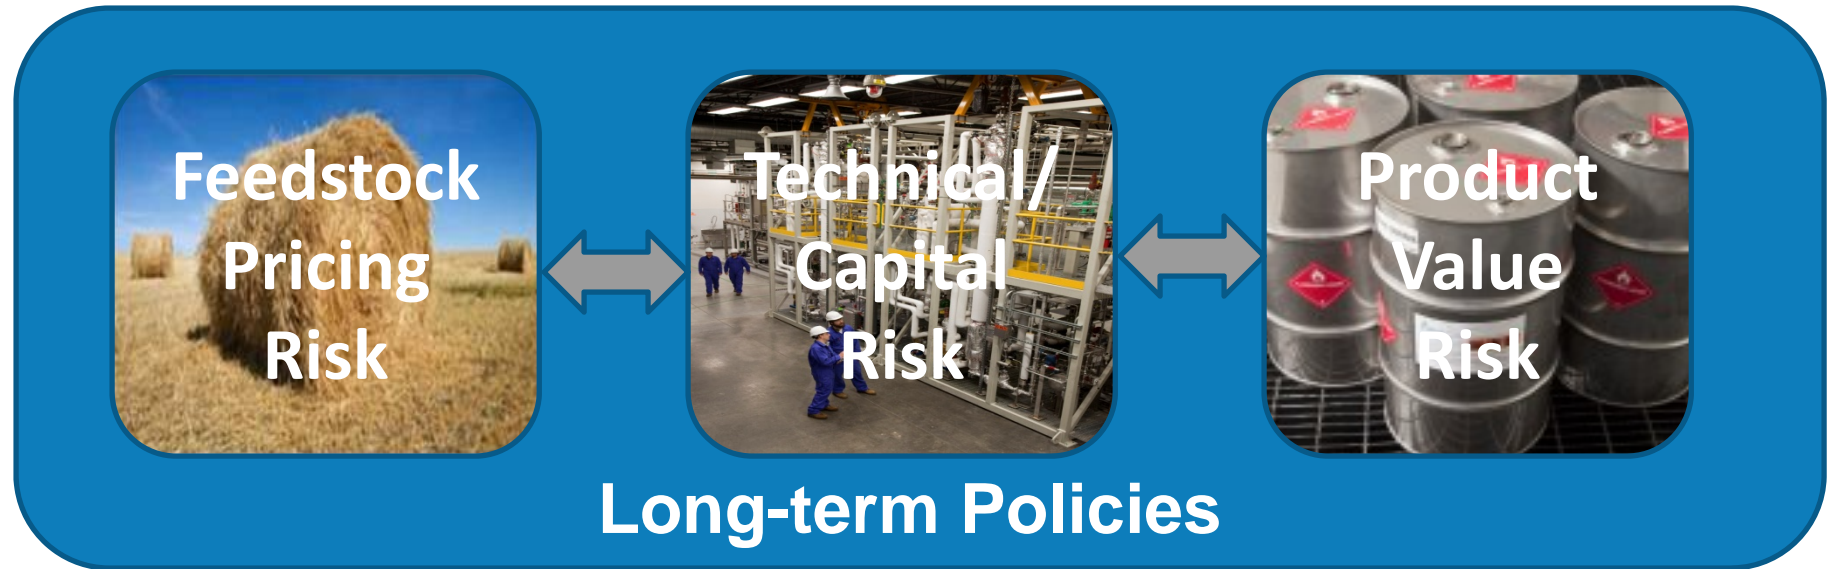 Feedstock
Pricing
Risk
Technical/
Capital
Risk
Product
Value
Risk
Long-term Policies